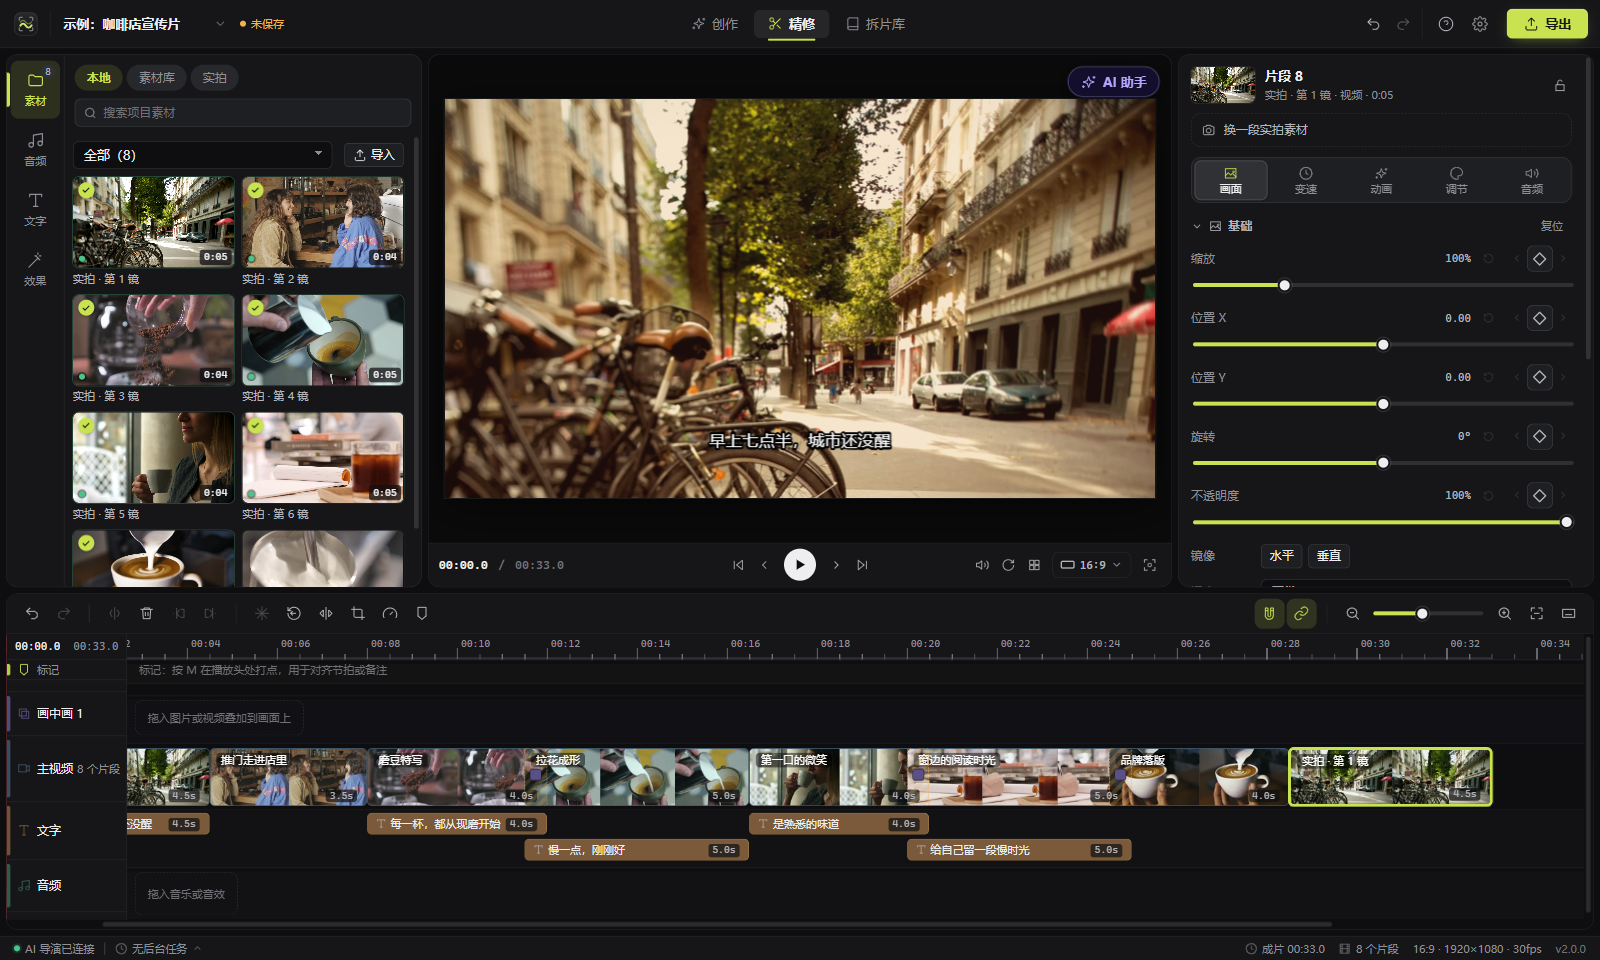 示例：咖啡店宣传片
未保存
创作
精修
拆片库
导出
8
素材
音频
文字
效果
本地
素材库
实拍
搜索项目素材
全部（8）
导入
0:05
实拍 · 第 1 镜
0:04
实拍 · 第 2 镜
0:04
实拍 · 第 3 镜
0:05
实拍 · 第 4 镜
0:04
实拍 · 第 5 镜
0:05
实拍 · 第 6 镜
AI 助手
早上七点半，城市还没醒
00:00.0 / 00:33.0
16:9
片段 8
实拍 · 第 1 镜 · 视频 · 0:05
换一段实拍素材
画面
变速
动画
调节
音频
基础
复位
缩放
100%
位置 X
0.00
位置 Y
0.00
旋转
0°
不透明度
100%
镜像
水平
垂直
00:00.0 00:33.0
2 00:04 00:06 00:08 00:10 00:12 00:14 00:16 00:18 00:20 00:22 00:24 00:26 00:28 00:30 00:32 00:34
标记
标记：按 M 在播放头处打点，用于对齐节拍或备注
画中画 1
拖入图片或视频叠加到画面上
主视频 8 个片段
4.5s
推门走进店里
3.5s
磨豆特写
4.0s
拉花成形
5.0s
第一口的微笑
4.0s
窗边的阅读时光
5.0s
品牌落版
4.0s
实拍 · 第 1 镜
4.5s
文字
没醒 4.5s
每一杯，都从现磨开始 4.0s
是熟悉的味道 4.0s
慢一点，刚刚好 5.0s
给自己留一段慢时光 5.0s
音频
拖入音乐或音效
AI 导演已连接
无后台任务
成片 00:33.0
8 个片段
16:9 · 1920×1080 · 30fps
v2.0.0